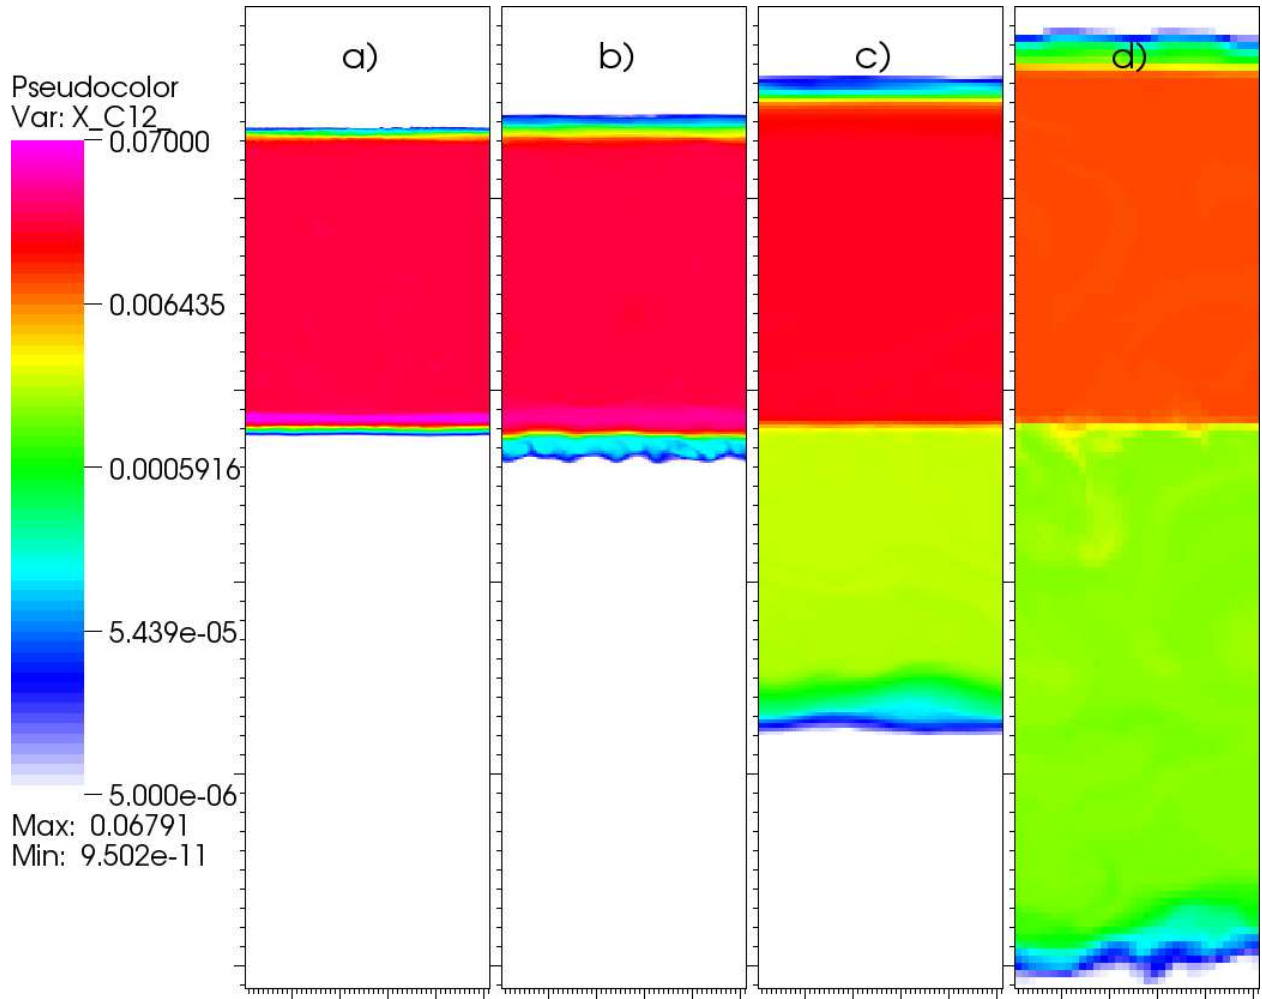 a)
b)
c)
d)
Pseudocolor
Var: X_C12_
0.07000
0.006435
0.0005916
5.439e-05
5.000e-06
Max: 0.06791
Min: 9.502e-11